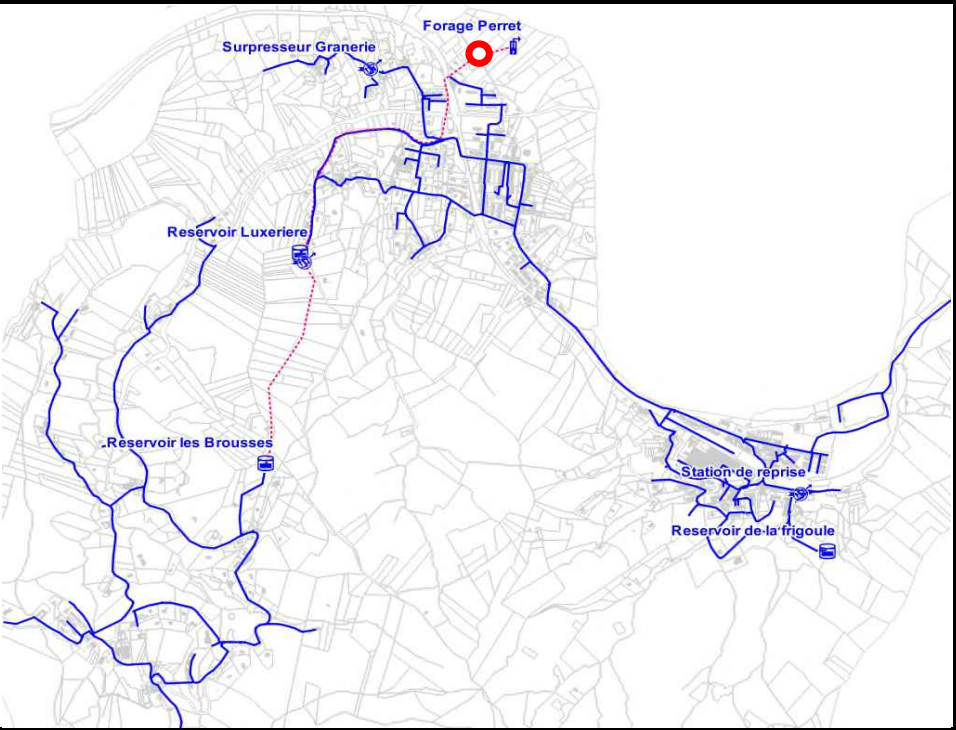 Forage Perret
Surpresseur Granerie
Reservoir Luxeriere
Reservoir les Brousses
Station de reprise
Reservoir de la frigoule